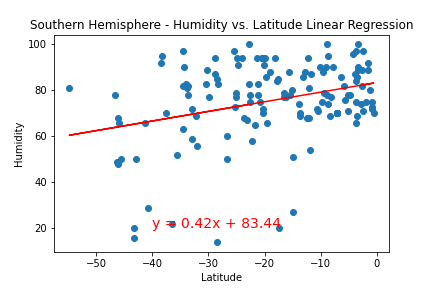 Southern Hemisphere - Humidity vs. Latitude Linear Regression
100
80
60
40
20
Humidity
y = 0.42x + 83.44
−50 −40 −30 −20 −10 0
Latitude